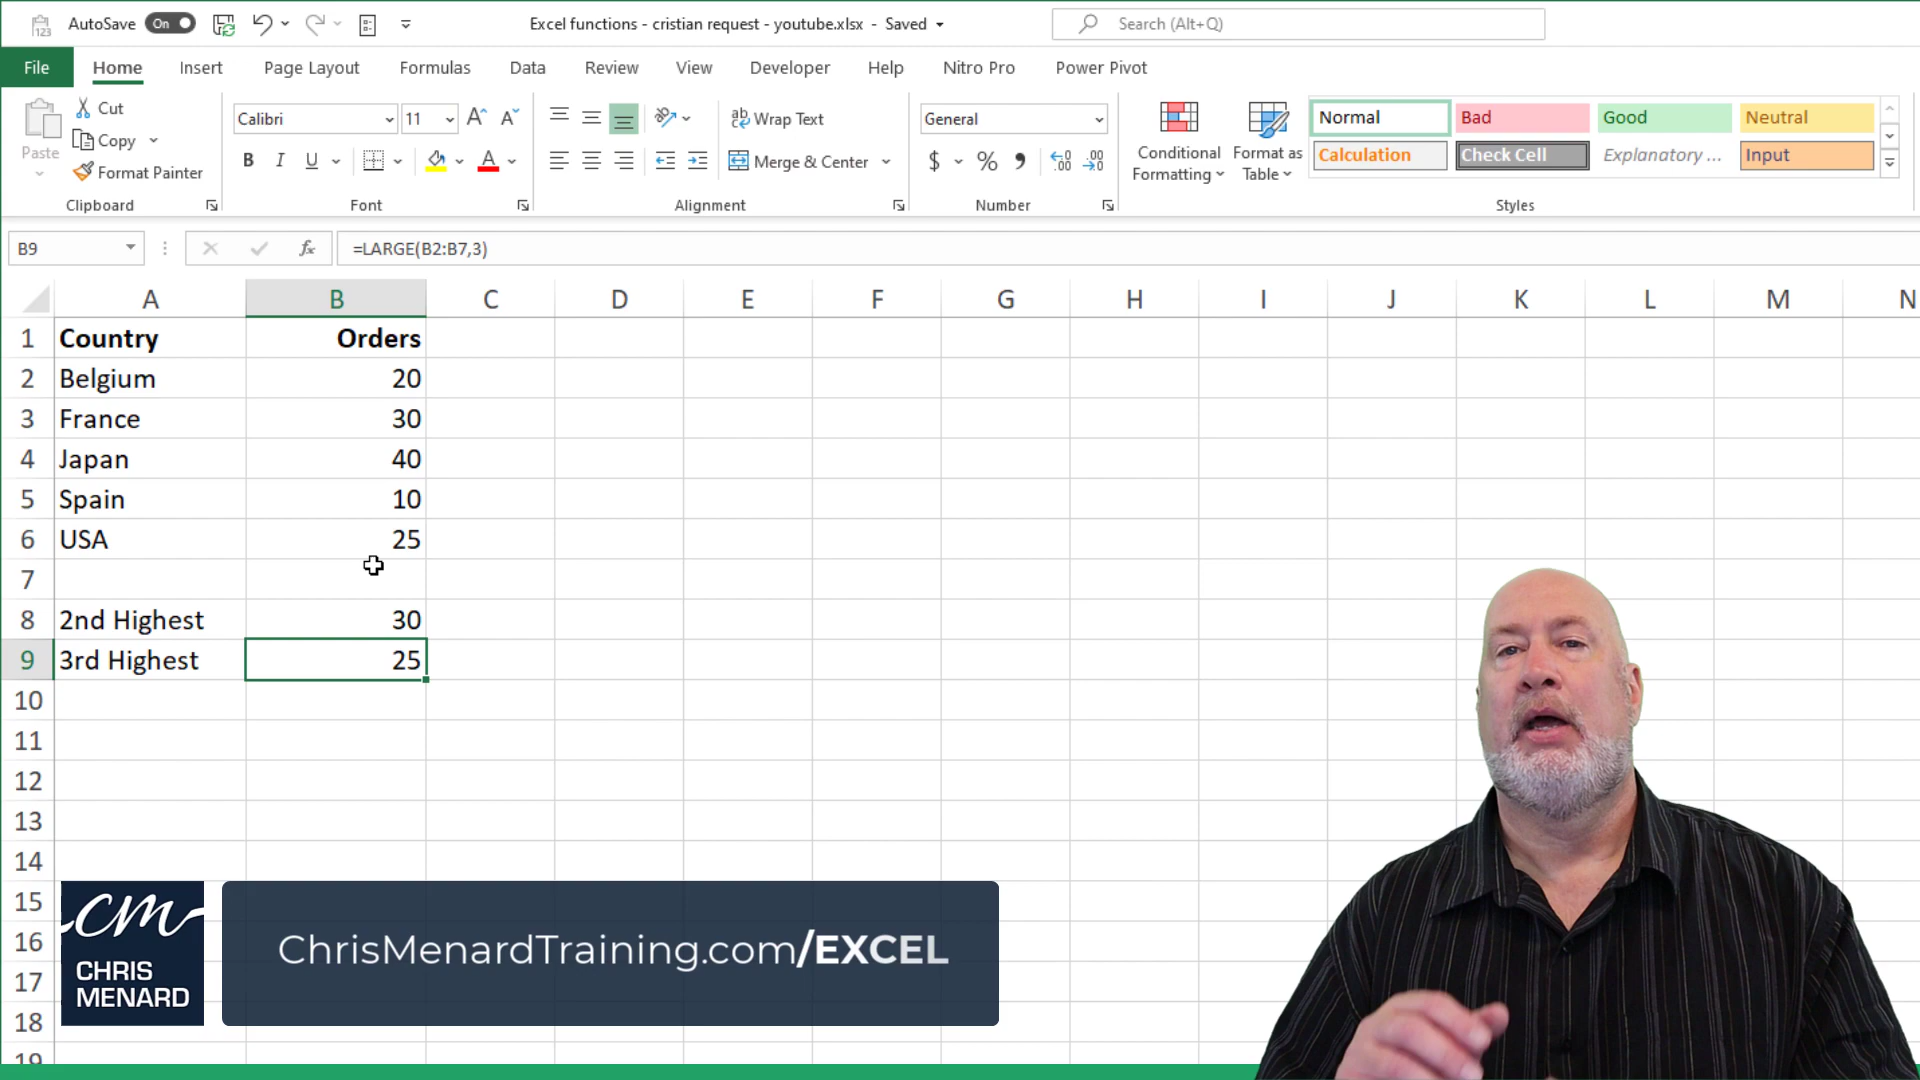 AutoSave On Excel functions - cristian request - youtube.xlsx - Saved Search (Alt+Q)
File Home Insert Page Layout Formulas Data Review View Developer Help Nitro Pro Power Pivot
Paste
Cut
Copy
Format Painter
Clipboard
Calibri 11
B I U A
Font
Wrap Text
Merge & Center
Alignment
General
$ %
Number
Conditional Formatting
Format as Table
Normal Bad Good Neutral
Calculation Check Cell Explanatory ... Input
Styles
B9 fx =LARGE(B2:B7,3)
A B C D E F G H I J K L M N
1 Country Orders
2 Belgium 20
3 France 30
4 Japan 40
5 Spain 10
6 USA 25
7
8 2nd Highest 30
9 3rd Highest 25
10
11
12
13
14
15
16
17
18
19
cm
CHRIS
MENARD
ChrisMenardTraining.com/EXCEL